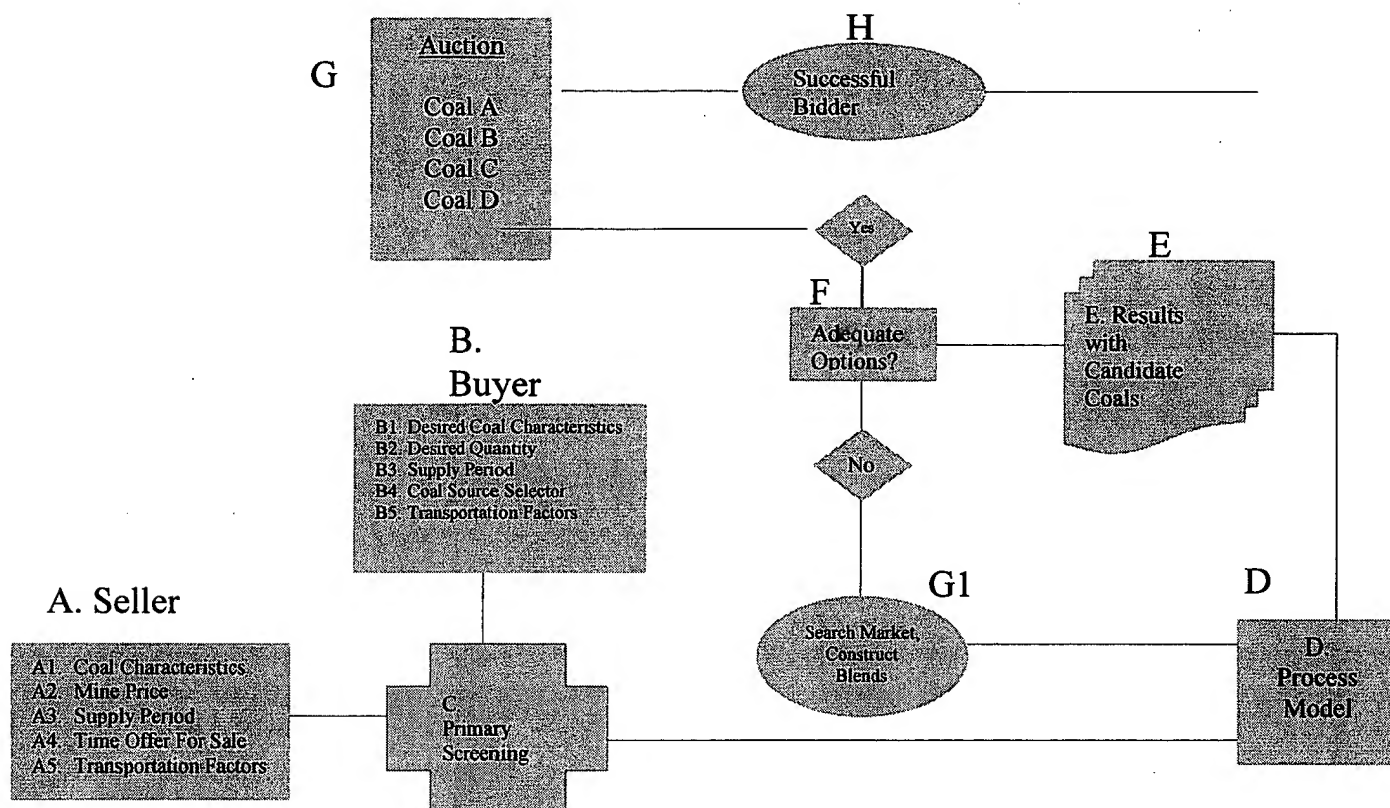 G
Auction
Coal A
Coal B
Coal C
Coal D
H
Successful
Bidder
Yes
F
Adequate
Options?
E
E. Results
with
Candidate
Coals
B.
Buyer
B1. Desired Coal Characteristics
B2. Desired Quantity
B3. Supply Period
B4. Coal Source Selector
B5. Transportation Factors
No
A. Seller
A1. Coal Characteristics
A2. Mine Price
A3. Supply Period
A4. Time Offer For Sale
A5. Transportation Factors
C.
Primary
Screening
G1
Search Market,
Construct
Blends
D
D.
Process
Model